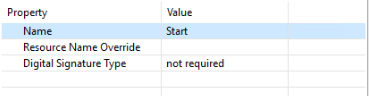 Property Value
Name Start
Resource Name Override
Digital Signature Type not required